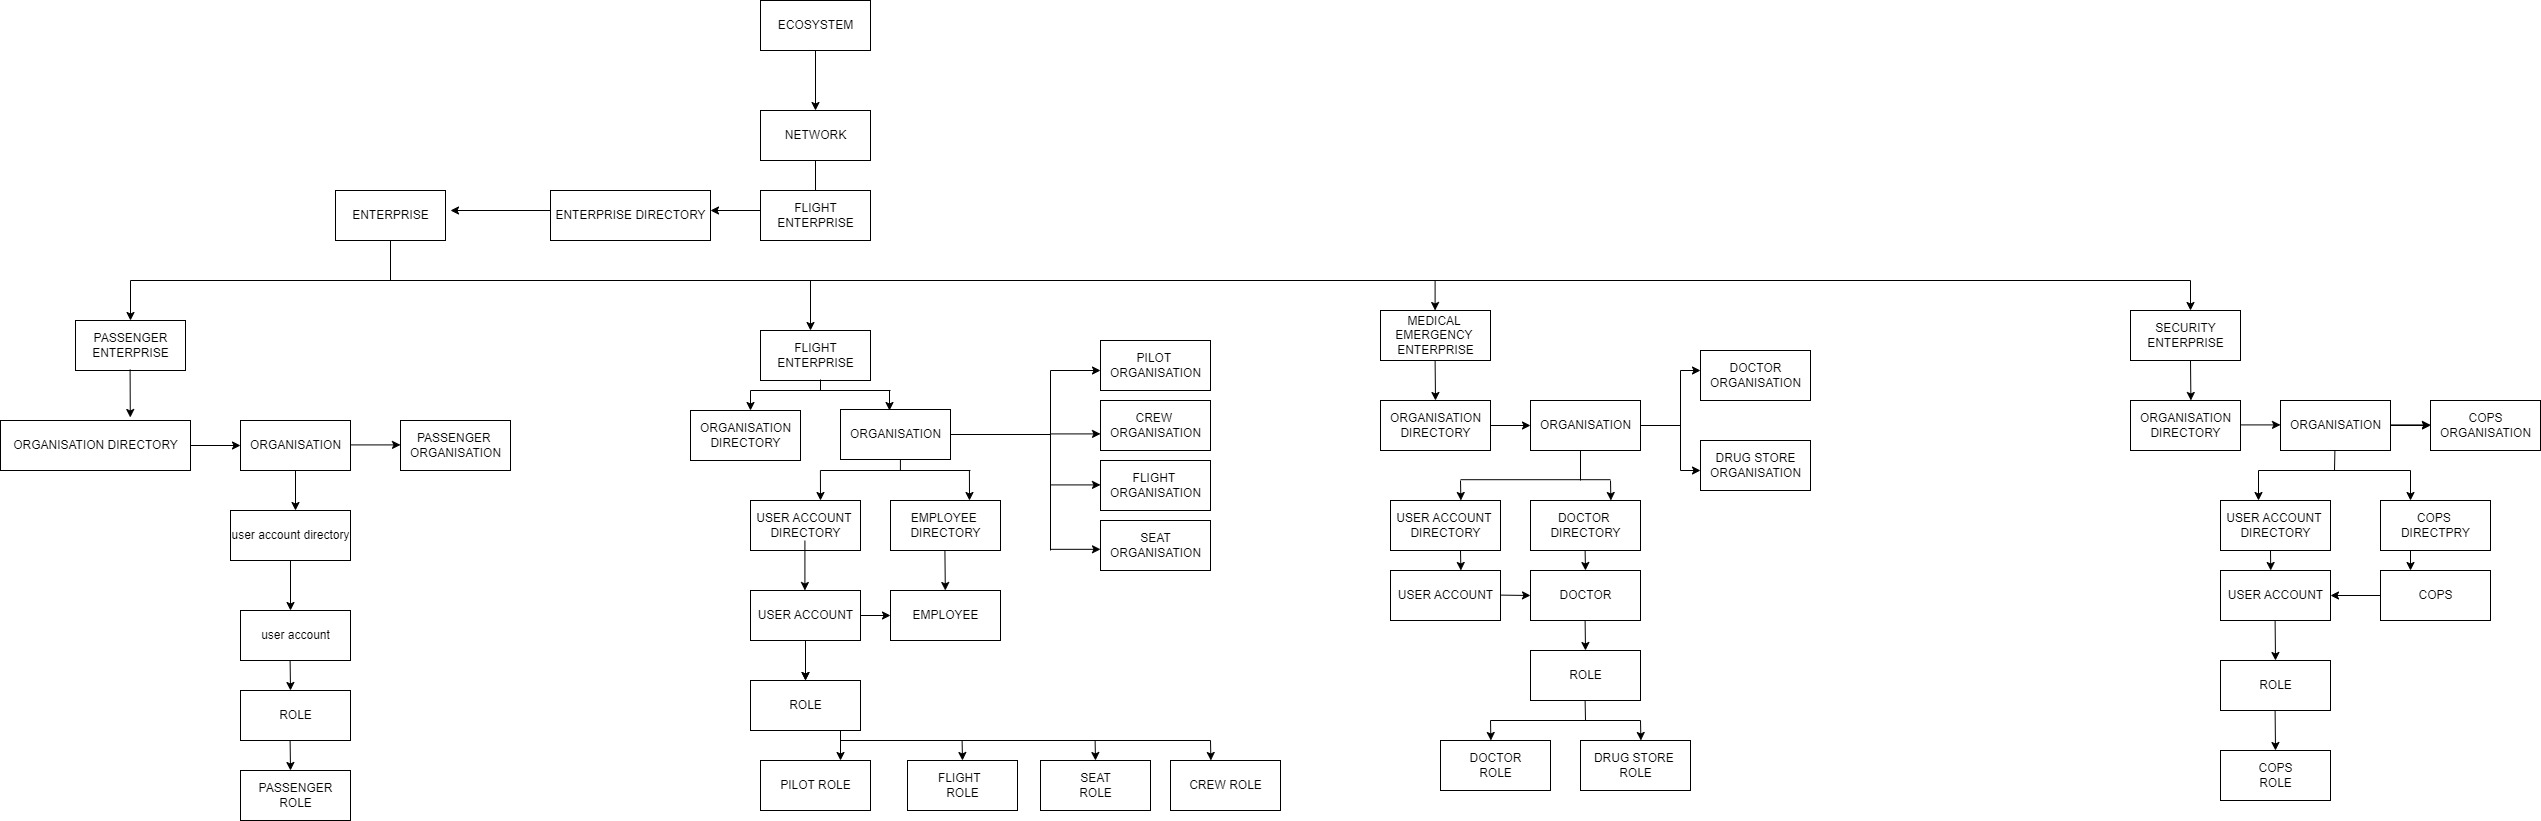 ECOSYSTEM
NETWORK
ENTERPRISE
ENTERPRISE DIRECTORY
FLIGHT
ENTERPRISE
PASSENGER
ENTERPRISE
ORGANISATION DIRECTORY
ORGANISATION
PASSENGER
ORGANISATION
user account directory
user account
ROLE
PASSENGER
ROLE
FLIGHT
ENTERPRISE
ORGANISATION
DIRECTORY
ORGANISATION
PILOT
ORGANISATION
CREW
ORGANISATION
FLIGHT
ORGANISATION
SEAT
ORGANISATION
USER ACCOUNT
DIRECTORY
EMPLOYEE
DIRECTORY
USER ACCOUNT
EMPLOYEE
ROLE
PILOT ROLE
FLIGHT
ROLE
SEAT
ROLE
CREW ROLE
MEDICAL
EMERGENCY
ENTERPRISE
ORGANISATION
DIRECTORY
ORGANISATION
DOCTOR
ORGANISATION
DRUG STORE
ORGANISATION
USER ACCOUNT
DIRECTORY
DOCTOR
DIRECTORY
USER ACCOUNT
DOCTOR
ROLE
DOCTOR
ROLE
DRUG STORE
ROLE
SECURITY
ENTERPRISE
ORGANISATION
DIRECTORY
ORGANISATION
COPS
ORGANISATION
USER ACCOUNT
DIRECTORY
COPS
DIRECTPRY
USER ACCOUNT
COPS
ROLE
COPS
ROLE